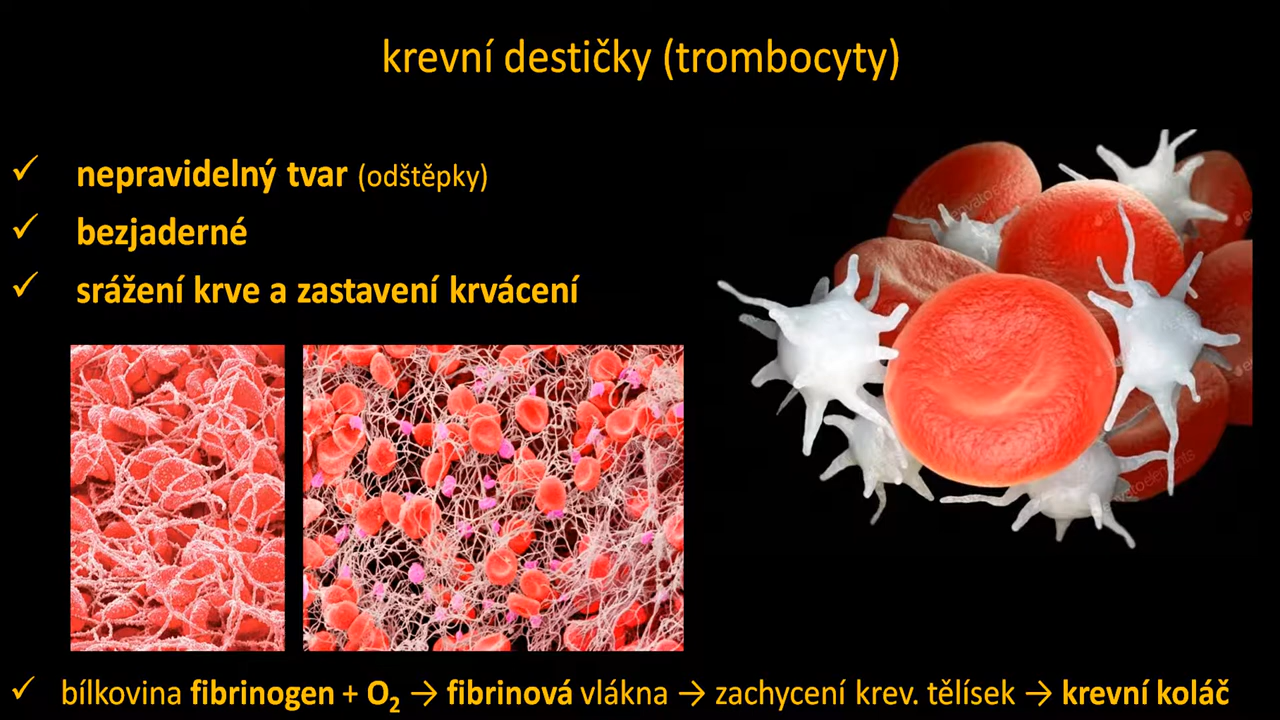 krevní destičky (trombocyty)
✓ nepravidelný tvar (odštěpky)
✓ bezjaderné
✓ srážení krve a zastavení krvácení
✓ bílkovina fibrinogen + O₂ → fibrinová vlákna → zachycení krev. tělísek → krevní koláč